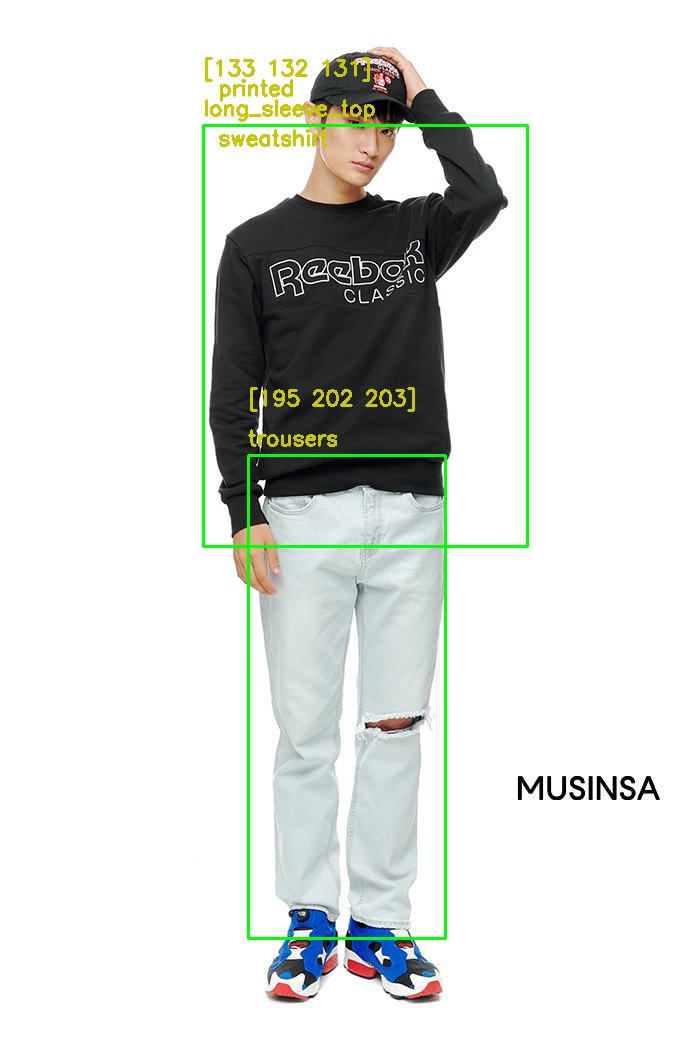 [133 132 131]
printed
long_sleeve_top
sweatshirt
Reebok
CLASSIC
[195 202 203]
trousers
MUSINSA